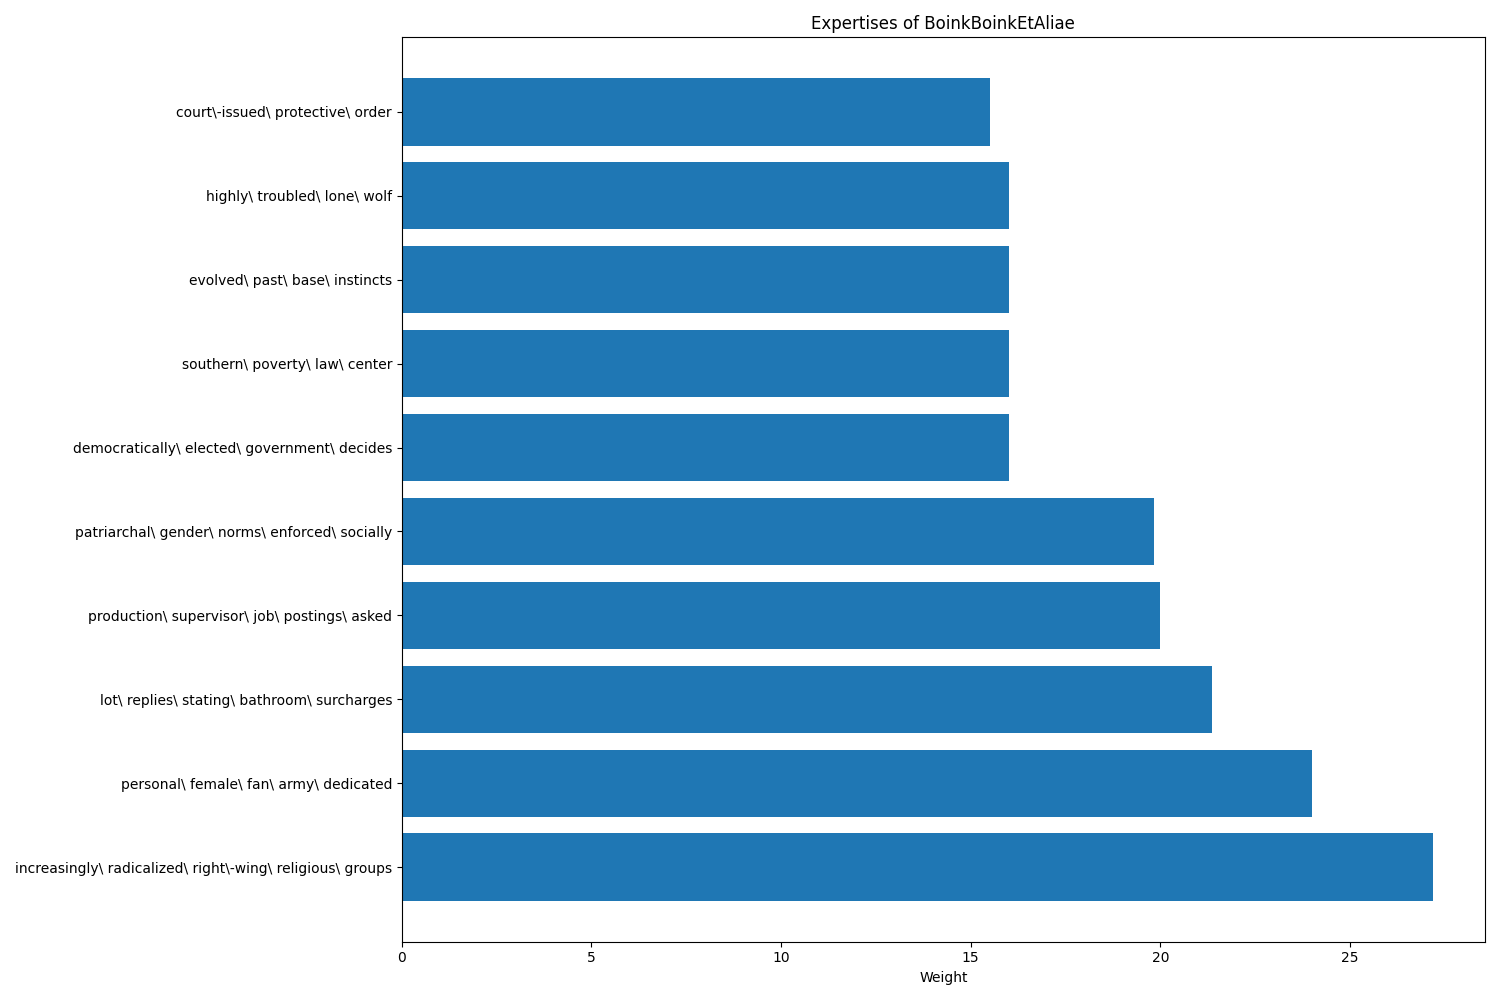 Expertises of BoinkBoinkEtAliae
court\-issued\ protective\ order
highly\ troubled\ lone\ wolf
evolved\ past\ base\ instincts
southern\ poverty\ law\ center
democratically\ elected\ government\ decides
patriarchal\ gender\ norms\ enforced\ socially
production\ supervisor\ job\ postings\ asked
lot\ replies\ stating\ bathroom\ surcharges
personal\ female\ fan\ army\ dedicated
increasingly\ radicalized\ right\-wing\ religious\ groups
0 5 10 15 20 25
Weight